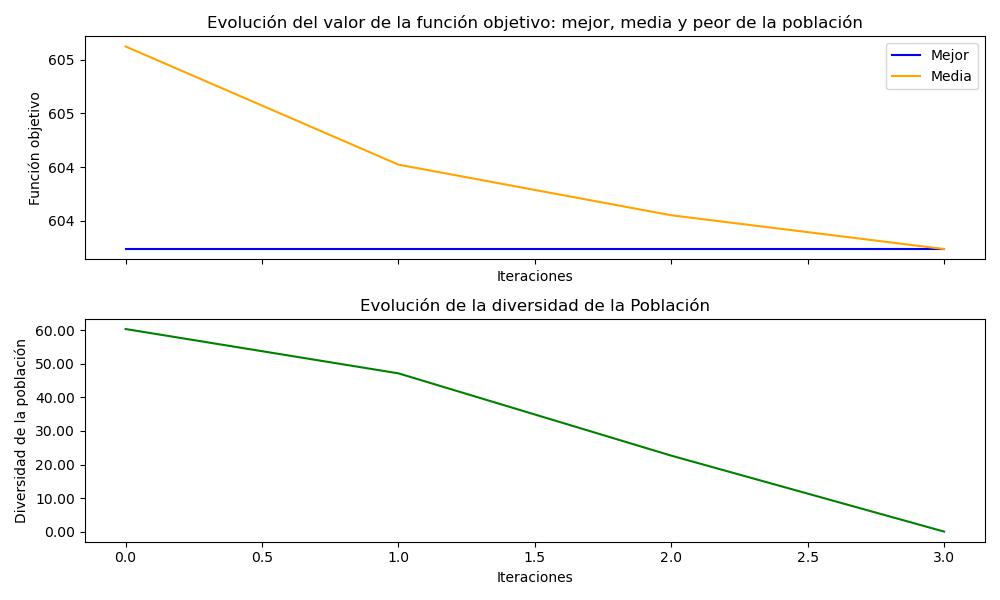 Evolución del valor de la función objetivo: mejor, media y peor de la población
605
605
604
604
Función objetivo
Mejor
Media
Iteraciones
Evolución de la diversidad de la Población
60.00
50.00
40.00
30.00
20.00
10.00
0.00
Diversidad de la población
0.0 0.5 1.0 1.5 2.0 2.5 3.0
Iteraciones